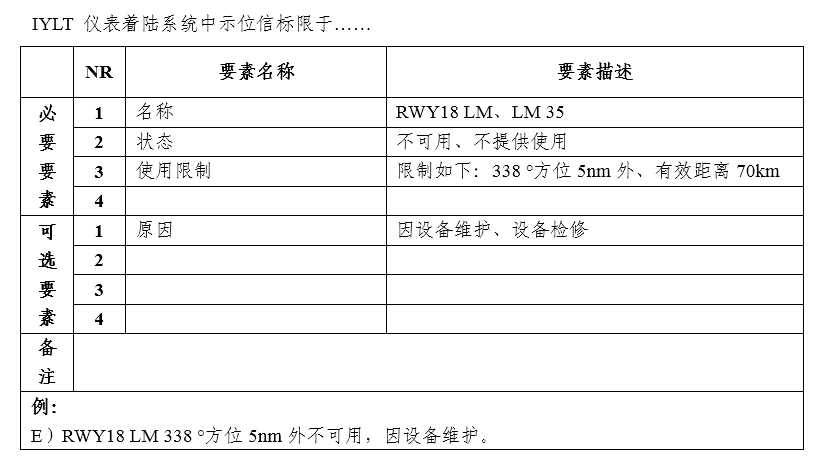 IYLT 仪表着陆系统中示位信标限于……
NR 要素名称 要素描述
必要要素
1 名称 RWY18 LM、LM 35
2 状态 不可用、不提供使用
3 使用限制 限制如下：338 °方位 5nm 外、有效距离 70km
4
可选要素
1 原因 因设备维护、设备检修
2
3
4
备注
例：
E）RWY18 LM 338 °方位 5nm 外不可用，因设备维护。